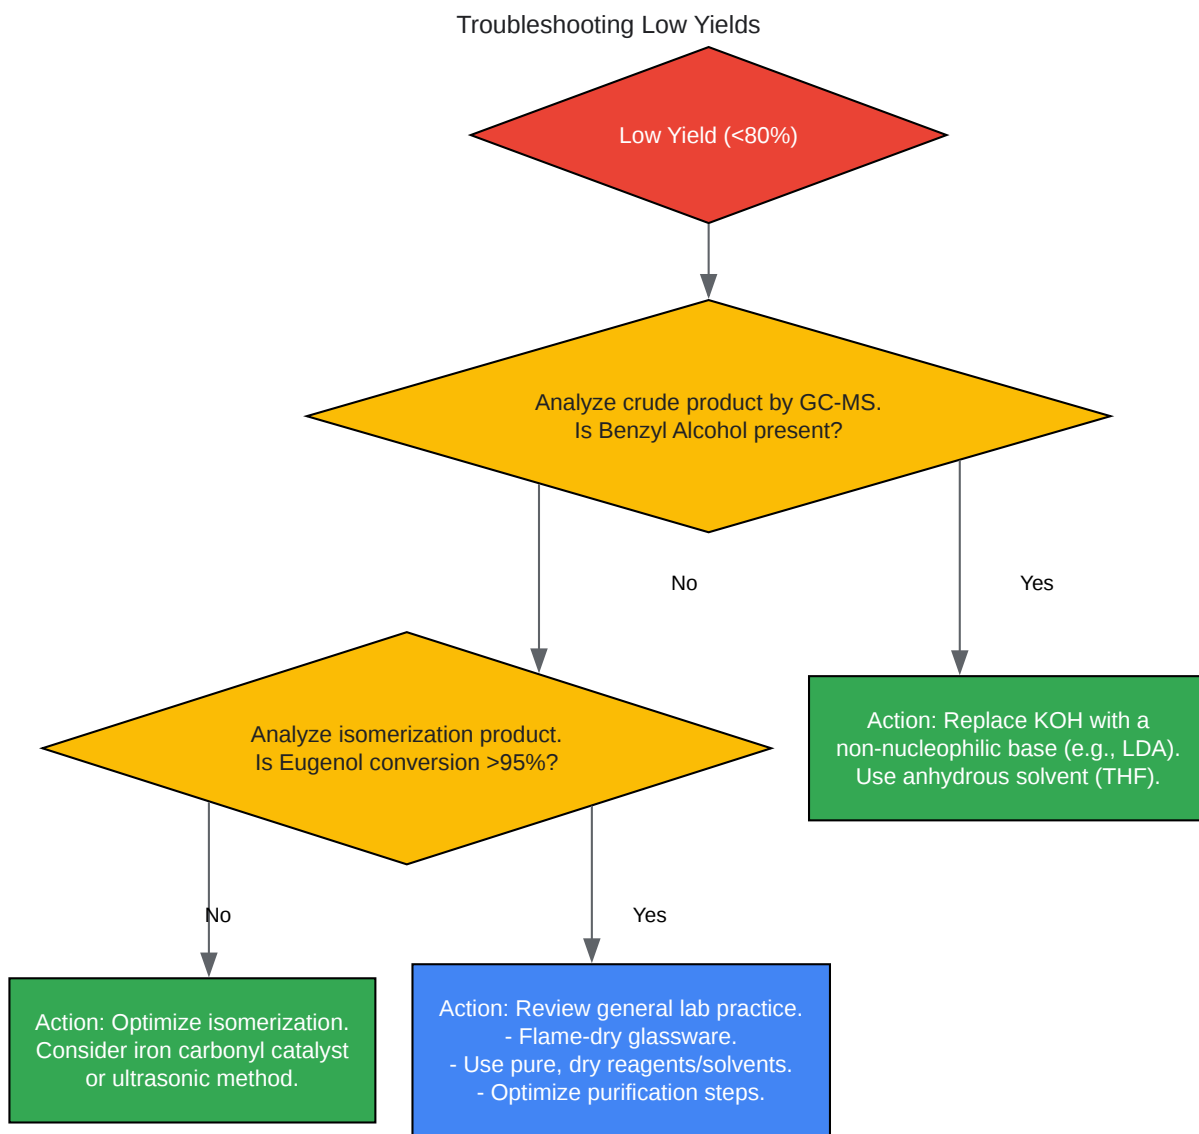 Troubleshooting Low Yields
Low Yield (<80%)
Analyze crude product by GC-MS.
Is Benzyl Alcohol present?
No
Yes
Action: Replace KOH with a
non-nucleophilic base (e.g., LDA).
Use anhydrous solvent (THF).
Analyze isomerization product.
Is Eugenol conversion >95%?
No
Yes
Action: Optimize isomerization.
Consider iron carbonyl catalyst
or ultrasonic method.
Action: Review general lab practice.
- Flame-dry glassware.
- Use pure, dry reagents/solvents.
- Optimize purification steps.